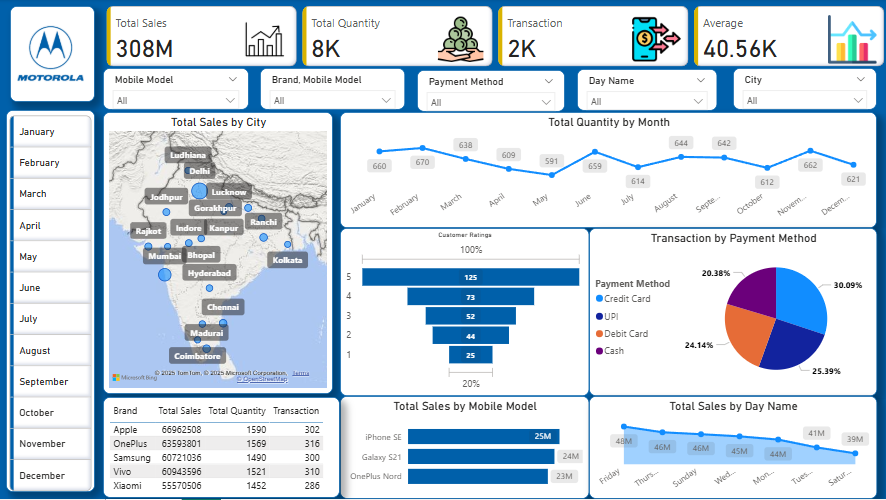 MOTOROLA
Total Sales
308M
Total Quantity
8K
Transaction
2K
Average
40.56K
Mobile Model
All
Brand, Mobile Model
All
Payment Method
All
Day Name
All
City
All
January
February
March
April
May
June
July
August
September
October
November
December
Total Sales by City
Ludhiana
Delhi
Jodhpur
Lucknow
Gorakhpur
Ranchi
Rajkot
Indore
Kanpur
Mumbai
Bhopal
Kolkata
Hyderabad
Chennai
Madurai
Coimbatore
Microsoft Bing
© 2025 TomTom, © 2025 Microsoft Corporation, Terms
© OpenStreetMap
Total Quantity by Month
660
670
638
609
591
659
614
644
642
612
662
621
January
February
March
April
May
June
July
August
Septe...
October
Novem...
Decem...
Customer Ratings
100%
5 125
4 73
3 52
2 44
1 25
20%
Transaction by Payment Method
Payment Method
Credit Card
UPI
Debit Card
Cash
20.38%
30.09%
24.14%
25.39%
Brand Total Sales Total Quantity Transaction
Apple 66962508 1590 302
OnePlus 63593801 1569 316
Samsung 60721036 1490 300
Vivo 60943596 1521 310
Xiaomi 55570506 1452 286
Total Sales by Mobile Model
iPhone SE 25M
Galaxy S21 24M
OnePlus Nord 23M
Total Sales by Day Name
48M
46M
46M
45M
44M
41M
39M
Friday
Thurs...
Sunday
Wed...
Mon...
Tues...
Satur...